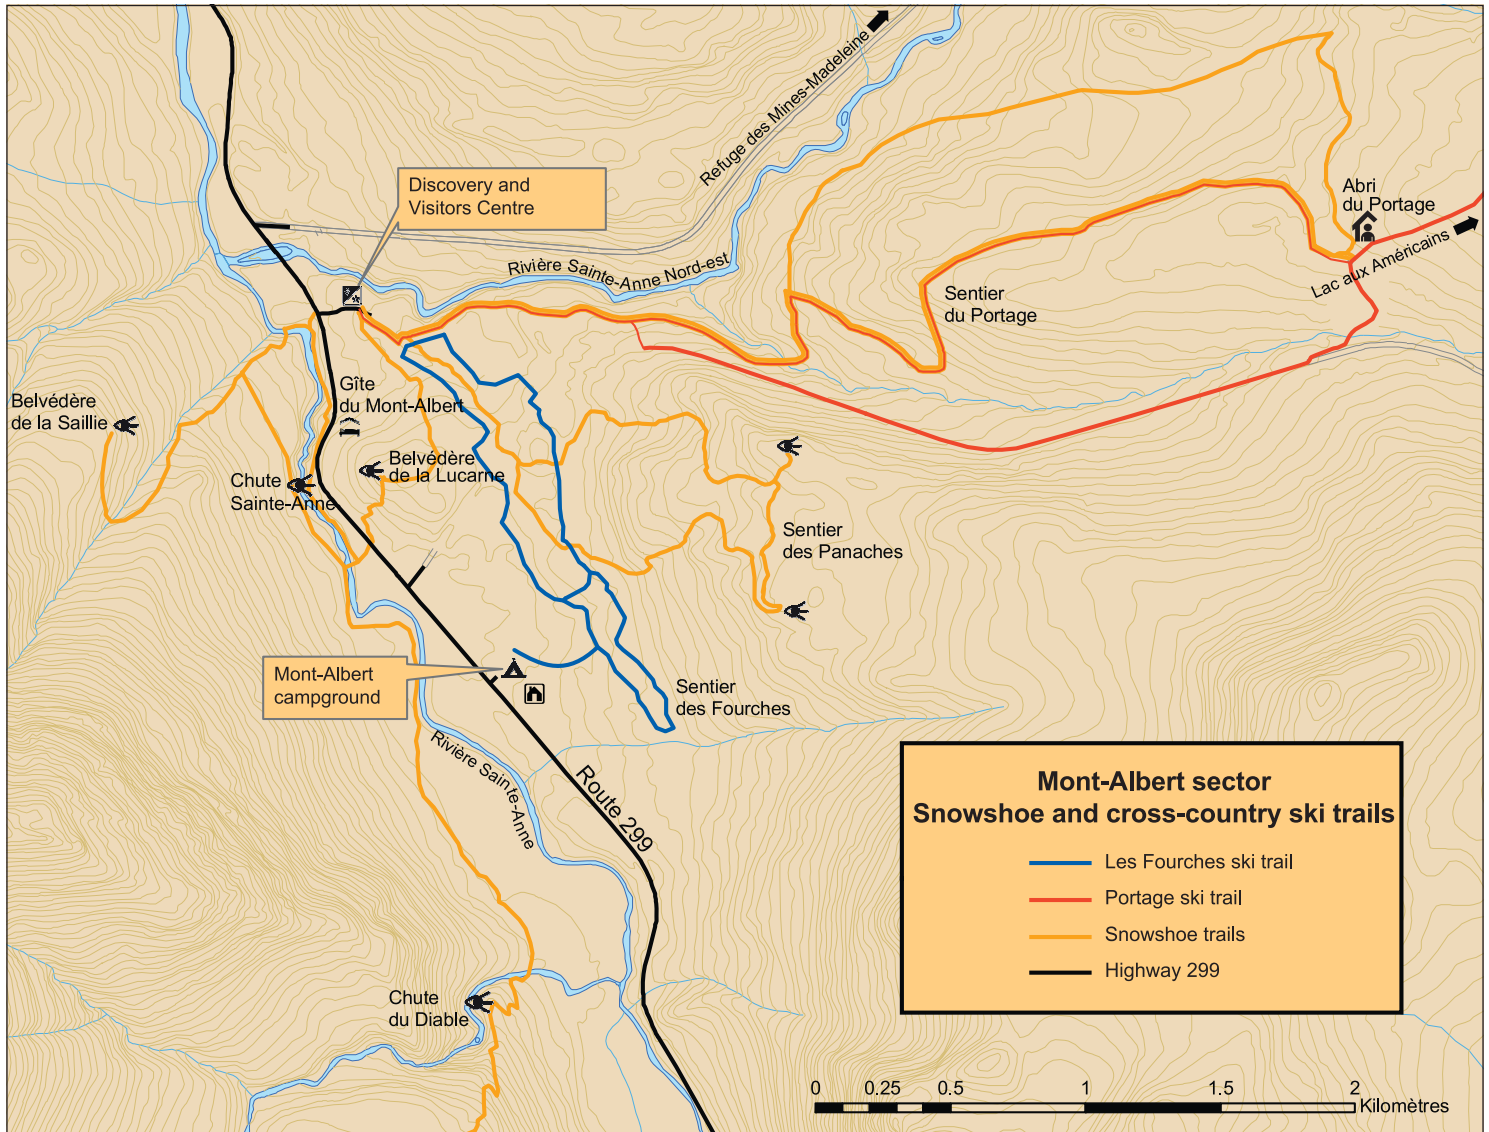 Refuge des Mines-Madeleine
Discovery and
Visitors Centre
Abri
du Portage
Rivière Sainte-Anne Nord-est
Lac aux Américains
Sentier
du Portage
Gîte
du Mont-Albert
Belvédère
de la Saillie
Belvédère
de la Lucarne
Chute
Sainte-Anne
Sentier
des Panaches
Mont-Albert
campground
Sentier
des Fourches
Rivière Sainte-Anne
Route 299
Chute
du Diable
Mont-Albert sector
Snowshoe and cross-country ski trails
Les Fourches ski trail
Portage ski trail
Snowshoe trails
Highway 299
0 0.25 0.5 1 1.5 2
Kilomètres